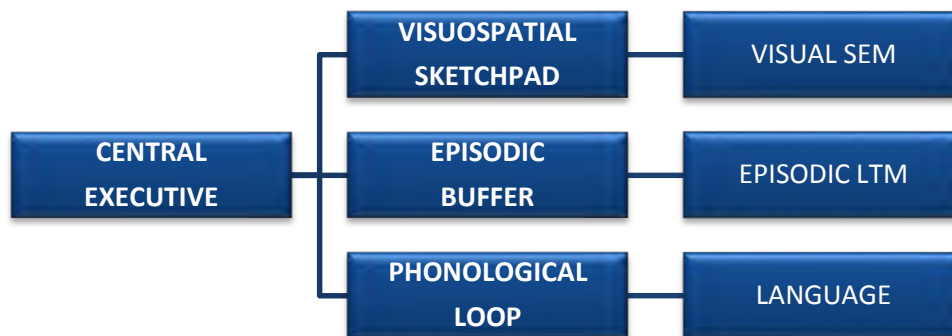 CENTRAL
EXECUTIVE
VISUOSPATIAL
SKETCHPAD
VISUAL SEM
EPISODIC
BUFFER
EPISODIC LTM
PHONOLOGICAL
LOOP
LANGUAGE